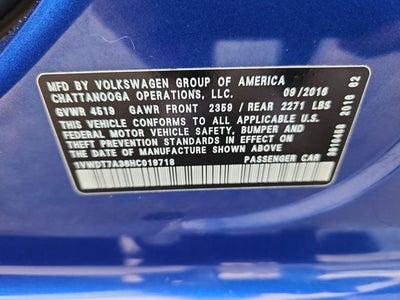 MFD BY VOLKSWAGEN GROUP OF AMERICA
CHATTANOOGA OPERATIONS, LLC. 09/2016
GVWR 4519 GAWR FRONT 2359 / REAR 2271 LBS
THIS VEHICLE CONFORMS TO ALL APPLICABLE U.S.
FEDERAL MOTOR VEHICLE SAFETY, BUMPER AND
THEFT PREVENTION STANDARDS IN EFFECT ON
THE DATE OF MANUFACTURE SHOWN ABOVE.
1VWDT7A36HC019718 PASSENGER CAR